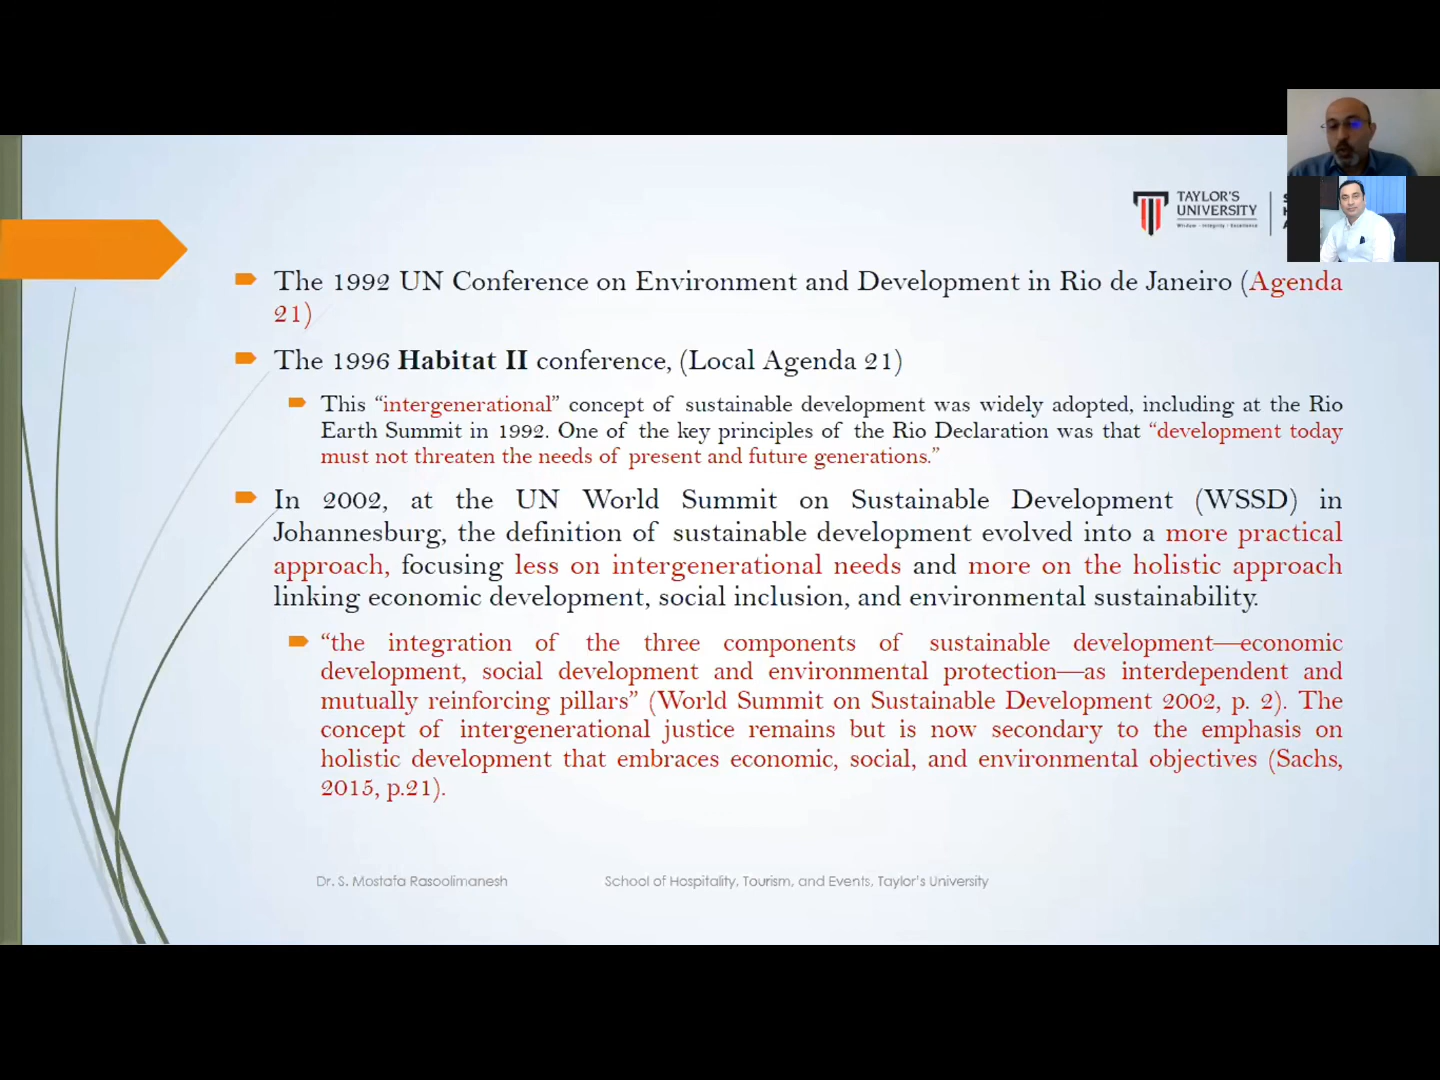 TAYLOR'S
UNIVERSITY
Wisdom • Integrity • Excellence
The 1992 UN Conference on Environment and Development in Rio de Janeiro (Agenda
21)
The 1996 Habitat II conference, (Local Agenda 21)
This “intergenerational” concept of sustainable development was widely adopted, including at the Rio
Earth Summit in 1992. One of the key principles of the Rio Declaration was that “development today
must not threaten the needs of present and future generations.”
In 2002, at the UN World Summit on Sustainable Development (WSSD) in
Johannesburg, the definition of sustainable development evolved into a more practical
approach, focusing less on intergenerational needs and more on the holistic approach
linking economic development, social inclusion, and environmental sustainability.
“the integration of the three components of sustainable development—economic
development, social development and environmental protection—as interdependent and
mutually reinforcing pillars” (World Summit on Sustainable Development 2002, p. 2). The
concept of intergenerational justice remains but is now secondary to the emphasis on
holistic development that embraces economic, social, and environmental objectives (Sachs,
2015, p.21).
Dr. S. Mostafa Rasoolimanesh
School of Hospitality, Tourism, and Events, Taylor's University